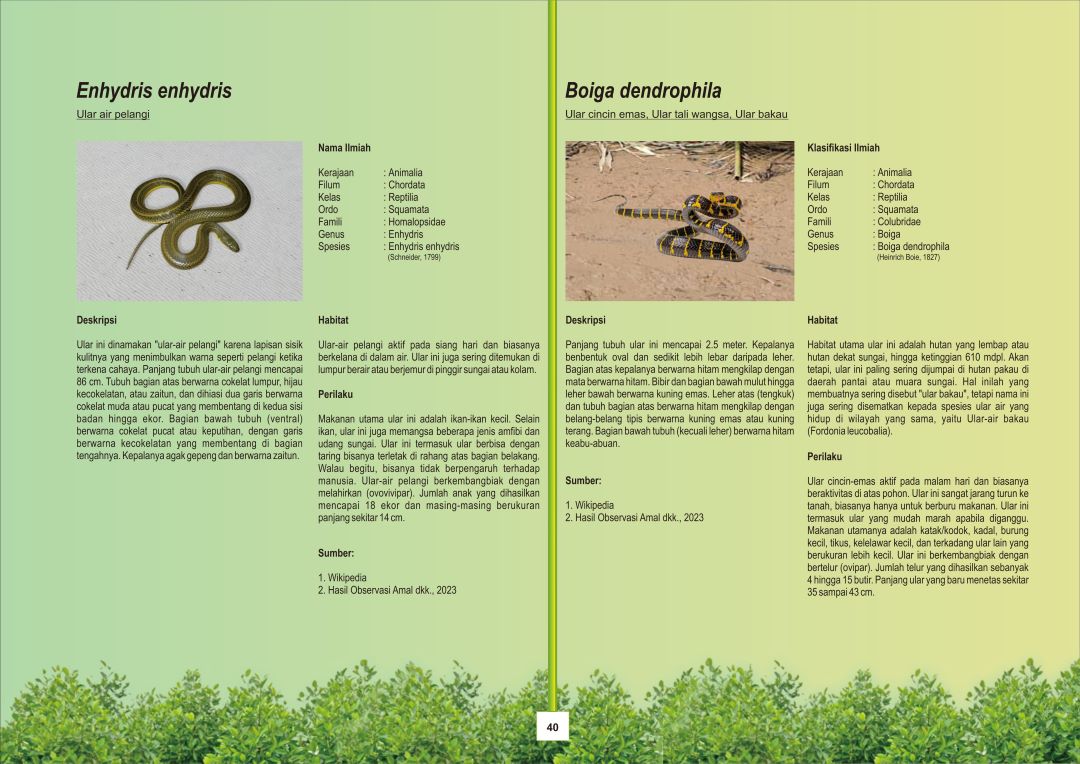 Enhydris enhydris
Ular air pelangi
Nama Ilmiah
Kerajaan : Animalia
Filum : Chordata
Kelas : Reptilia
Ordo : Squamata
Famili : Homalopsidae
Genus : Enhydris
Spesies : Enhydris enhydris
(Schneider, 1799)
Deskripsi
Ular ini dinamakan "ular-air pelangi" karena lapisan sisik
kulitnya yang menimbulkan warna seperti pelangi ketika
terkena cahaya. Panjang tubuh ular-air pelangi mencapai
86 cm. Tubuh bagian atas berwarna cokelat lumpur, hijau
kecokelatan, atau zaitun, dan dihiasi dua garis berwarna
cokelat muda atau pucat yang membentang di kedua sisi
badan hingga ekor. Bagian bawah tubuh (ventral)
berwarna cokelat pucat atau keputihan, dengan garis
berwarna kecokelatan yang membentang di bagian
tengahnya. Kepalanya agak gepeng dan berwarna zaitun.
Habitat
Ular-air pelangi aktif pada siang hari dan biasanya
berkelana di dalam air. Ular ini juga sering ditemukan di
lumpur berair atau berjemur di pinggir sungai atau kolam.
Perilaku
Makanan utama ular ini adalah ikan-ikan kecil. Selain
ikan, ular ini juga memangsa beberapa jenis amfibi dan
udang sungai. Ular ini termasuk ular berbisa dengan
taring bisanya terletak di rahang atas bagian belakang.
Walau begitu, bisanya tidak berpengaruh terhadap
manusia. Ular-air pelangi berkembangbiak dengan
melahirkan (ovovivipar). Jumlah anak yang dihasilkan
mencapai 18 ekor dan masing-masing berukuran
panjang sekitar 14 cm.
Sumber:
1. Wikipedia
2. Hasil Observasi Amal dkk., 2023
Boiga dendrophila
Ular cincin emas, Ular tali wangsa, Ular bakau
Klasifikasi Ilmiah
Kerajaan : Animalia
Filum : Chordata
Kelas : Reptilia
Ordo : Squamata
Famili : Colubridae
Genus : Boiga
Spesies : Boiga dendrophila
(Heinrich Boie, 1827)
Deskripsi
Panjang tubuh ular ini mencapai 2.5 meter. Kepalanya
benbentuk oval dan sedikit lebih lebar daripada leher.
Bagian atas kepalanya berwarna hitam mengkilap dengan
mata berwarna hitam. Bibir dan bagian bawah mulut hingga
leher bawah berwarna kuning emas. Leher atas (tengkuk)
dan tubuh bagian atas berwarna hitam mengkilap dengan
belang-belang tipis berwarna kuning emas atau kuning
terang. Bagian bawah tubuh (kecuali leher) berwarna hitam
keabu-abuan.
Sumber:
1. Wikipedia
2. Hasil Observasi Amal dkk., 2023
Habitat
Habitat utama ular ini adalah hutan yang lembap atau
hutan dekat sungai, hingga ketinggian 610 mdpl. Akan
tetapi, ular ini paling sering dijumpai di hutan pakau di
daerah pantai atau muara sungai. Hal inilah yang
membuatnya sering disebut "ular bakau", tetapi nama ini
juga sering disematkan kepada spesies ular air yang
hidup di wilayah yang sama, yaitu Ular-air bakau
(Fordonia leucobalia).
Perilaku
Ular cincin-emas aktif pada malam hari dan biasanya
beraktivitas di atas pohon. Ular ini sangat jarang turun ke
tanah, biasanya hanya untuk berburu makanan. Ular ini
termasuk ular yang mudah marah apabila diganggu.
Makanan utamanya adalah katak/kodok, kadal, burung
kecil, tikus, kelelawar kecil, dan terkadang ular lain yang
berukuran lebih kecil. Ular ini berkembangbiak dengan
bertelur (ovipar). Jumlah telur yang dihasilkan sebanyak
4 hingga 15 butir. Panjang ular yang baru menetas sekitar
35 sampai 43 cm.
40